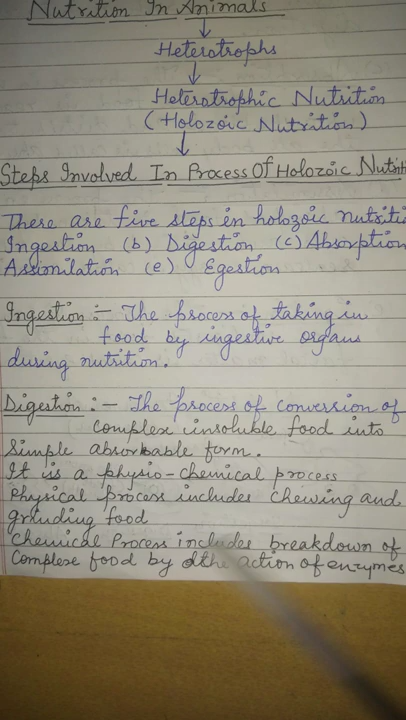 Nutrition In Animals
Heterotrophs
Heterotrophic Nutrition
(Holozoic Nutrition)
Steps Involved In Process Of Holozoic Nutrit
There are five steps in holozoic nutriti
Ingestion (b) Digestion (c) Absorption
Assimilation (e) Egestion
Ingestion :- The process of taking in
food by ingestive organs
during nutrition.
Digestion :- The process of conversion of
complex insoluble food into
Simple absorbable form.
It is a physio-chemical process
Physical process includes chewing and
grinding food
Chemical Process includes breakdown of
Complex food by the action of enzymes